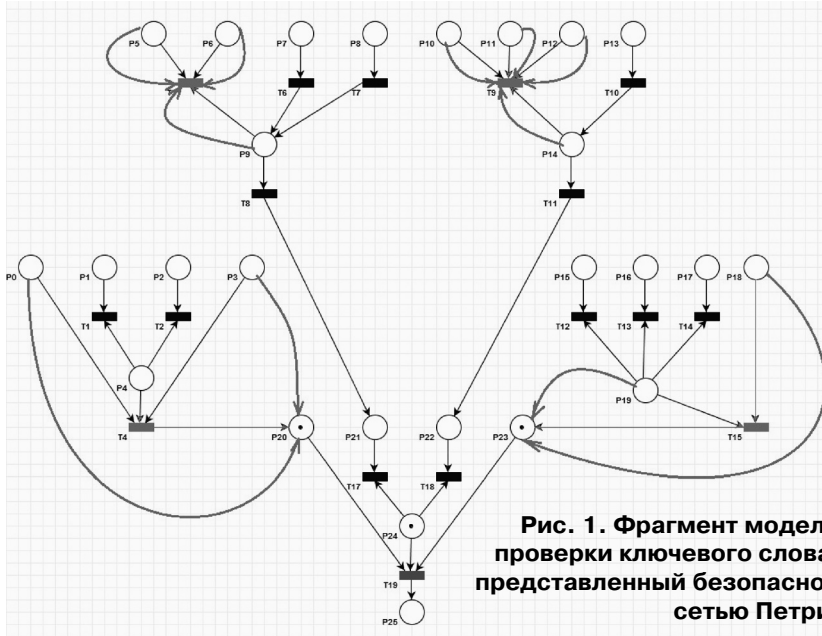 P5 P6 P7 P8 P10 P11 P12 P13
T6 T7 T9 T10
P9 P14
T8 T11
P0 P1 P2 P3 P15 P16 P17 P18
T1 T2 T12 T13 T14
P4 P19
T4 P20 P21 P22 P23 T15
T17 T18
P24
T19
P25
Рис. 1. Фрагмент модел
проверки ключевого слова
представленный безопасно
сетью Петри